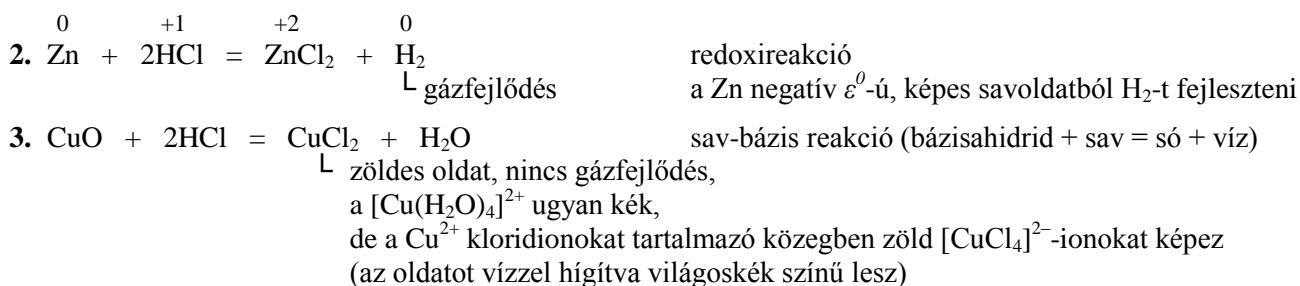 0 +1 +2 0
2. Zn + 2HCl = ZnCl₂ + H₂ redoxireakció
└ gázfejlődés a Zn negatív ε⁰-ú, képes savoldatból H₂-t fejleszteni
3. CuO + 2HCl = CuCl₂ + H₂O sav-bázis reakció (bázisahidrid + sav = só + víz)
└ zöldes oldat, nincs gázfejlődés,
a [Cu(H₂O)₄]²⁺ ugyan kék,
de a Cu²⁺ kloridionokat tartalmazó közegben zöld [CuCl₄]²⁻-ionokat képez
(az oldatot vízzel hígítva világoskék színű lesz)